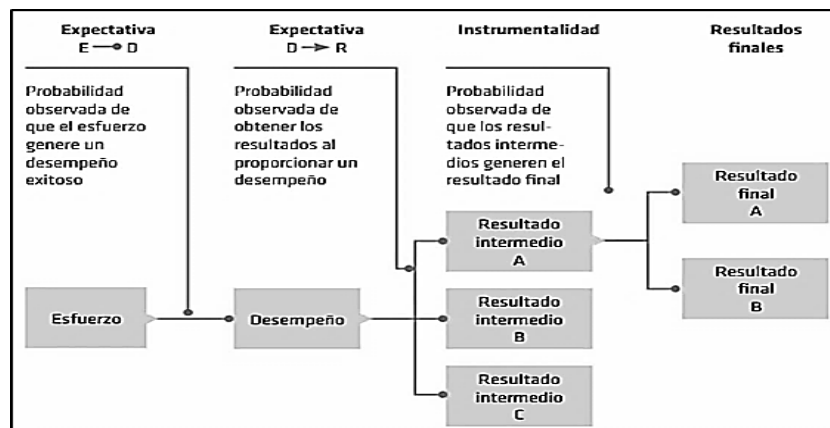 Expectativa
E D
Probabilidad
observada de
que el esfuerzo
genere un
desempeño
exitoso
Expectativa
D R
Probabilidad
observada de
obtener los
resultados al
proporcionar un
desempeño
Instrumentalidad
Probabilidad
observada de
que los resul-
tados interme-
dios generen el
resultado final
Resultados
finales
Esfuerzo
Desempeño
Resultado
intermedio
A
Resultado
intermedio
B
Resultado
intermedio
C
Resultado
final
A
Resultado
final
B